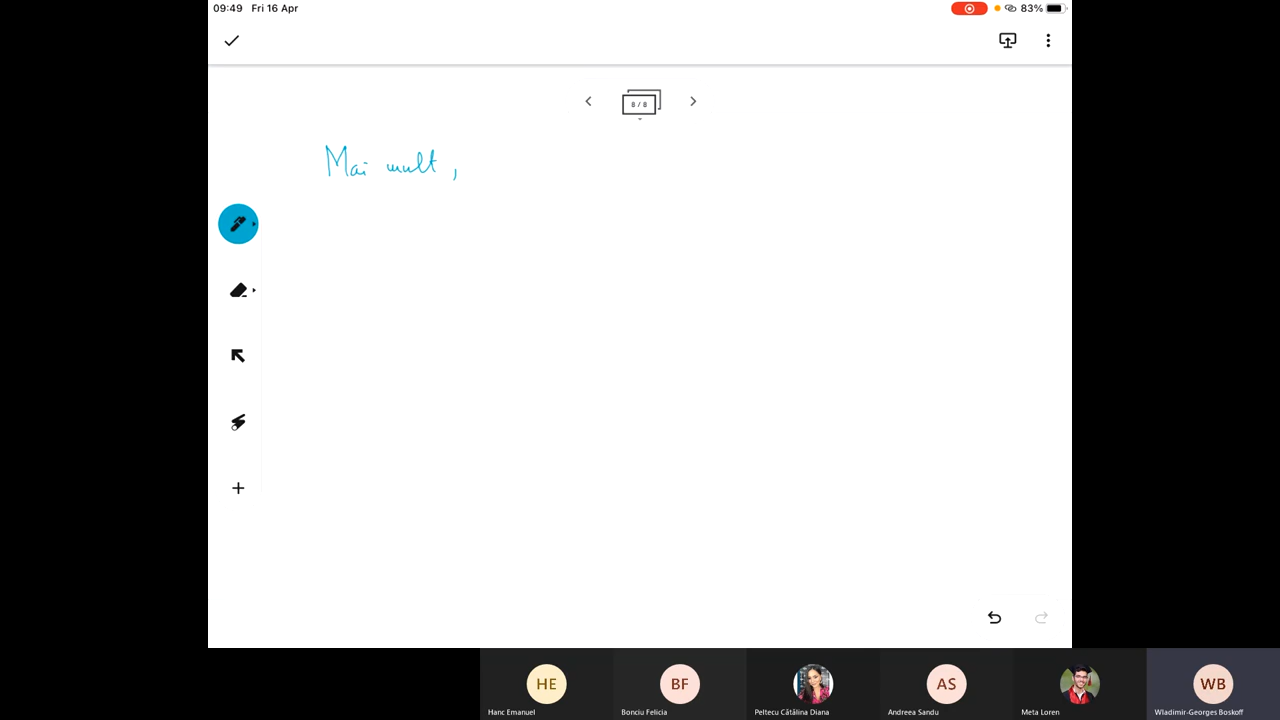 09:49 Fri 16 Apr 83%
8 / 8
Mai mult ,
HE BF AS WB
Hanc Emanuel Bonciu Felicia Peltecu Cătălina Diana Andreea Sandu Meta Loren Wladimir-Georges Boskoff